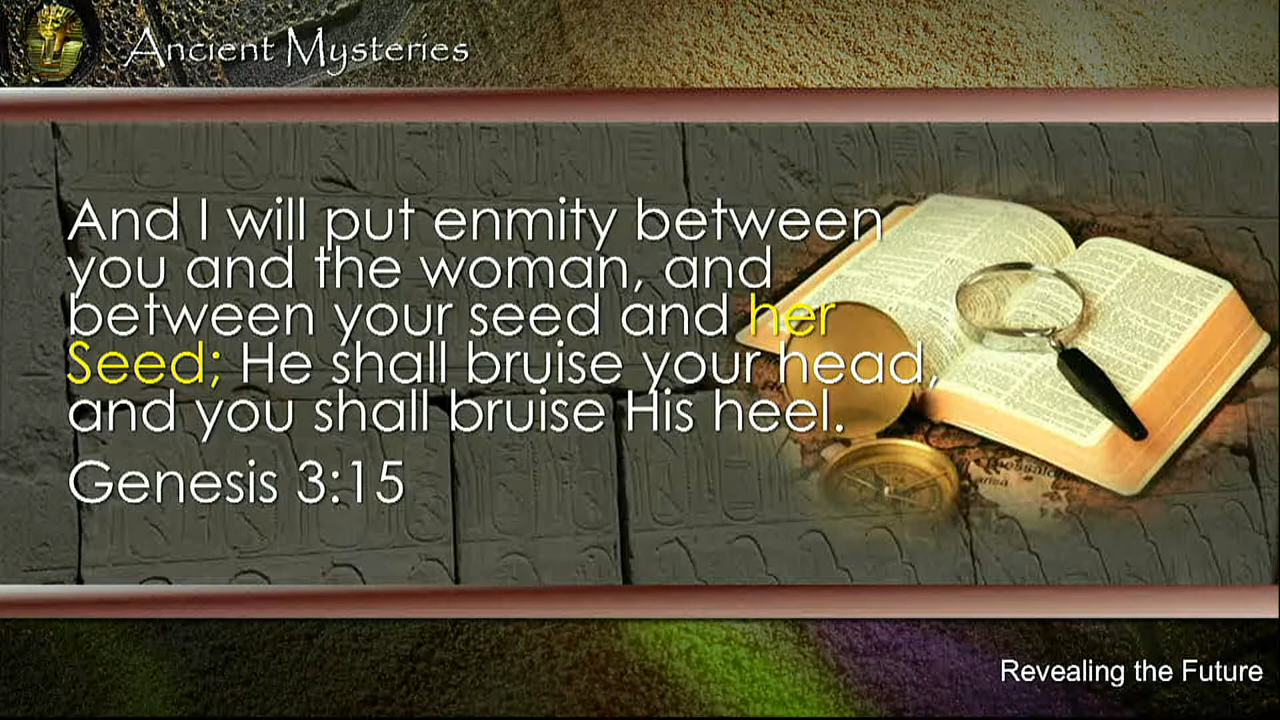 Ancient Mysteries
And I will put enmity between
you and the woman, and
between your seed and her
Seed; He shall bruise your head,
and you shall bruise His heel.
Genesis 3:15
Revealing the Future